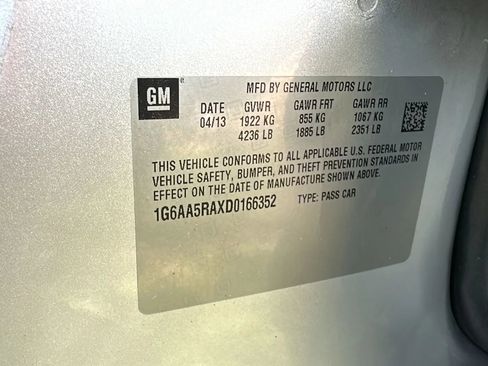 GM
MFD BY GENERAL MOTORS LLC
DATE GVWR GAWR FRT GAWR RR
04/13 1922 KG 855 KG 1067 KG
4236 LB 1885 LB 2351 LB
THIS VEHICLE CONFORMS TO ALL APPLICABLE U.S. FEDERAL MOTOR
VEHICLE SAFETY, BUMPER, AND THEFT PREVENTION STANDARDS IN
EFFECT ON THE DATE OF MANUFACTURE SHOWN ABOVE.
1G6AA5RAXD0166352 TYPE: PASS CAR